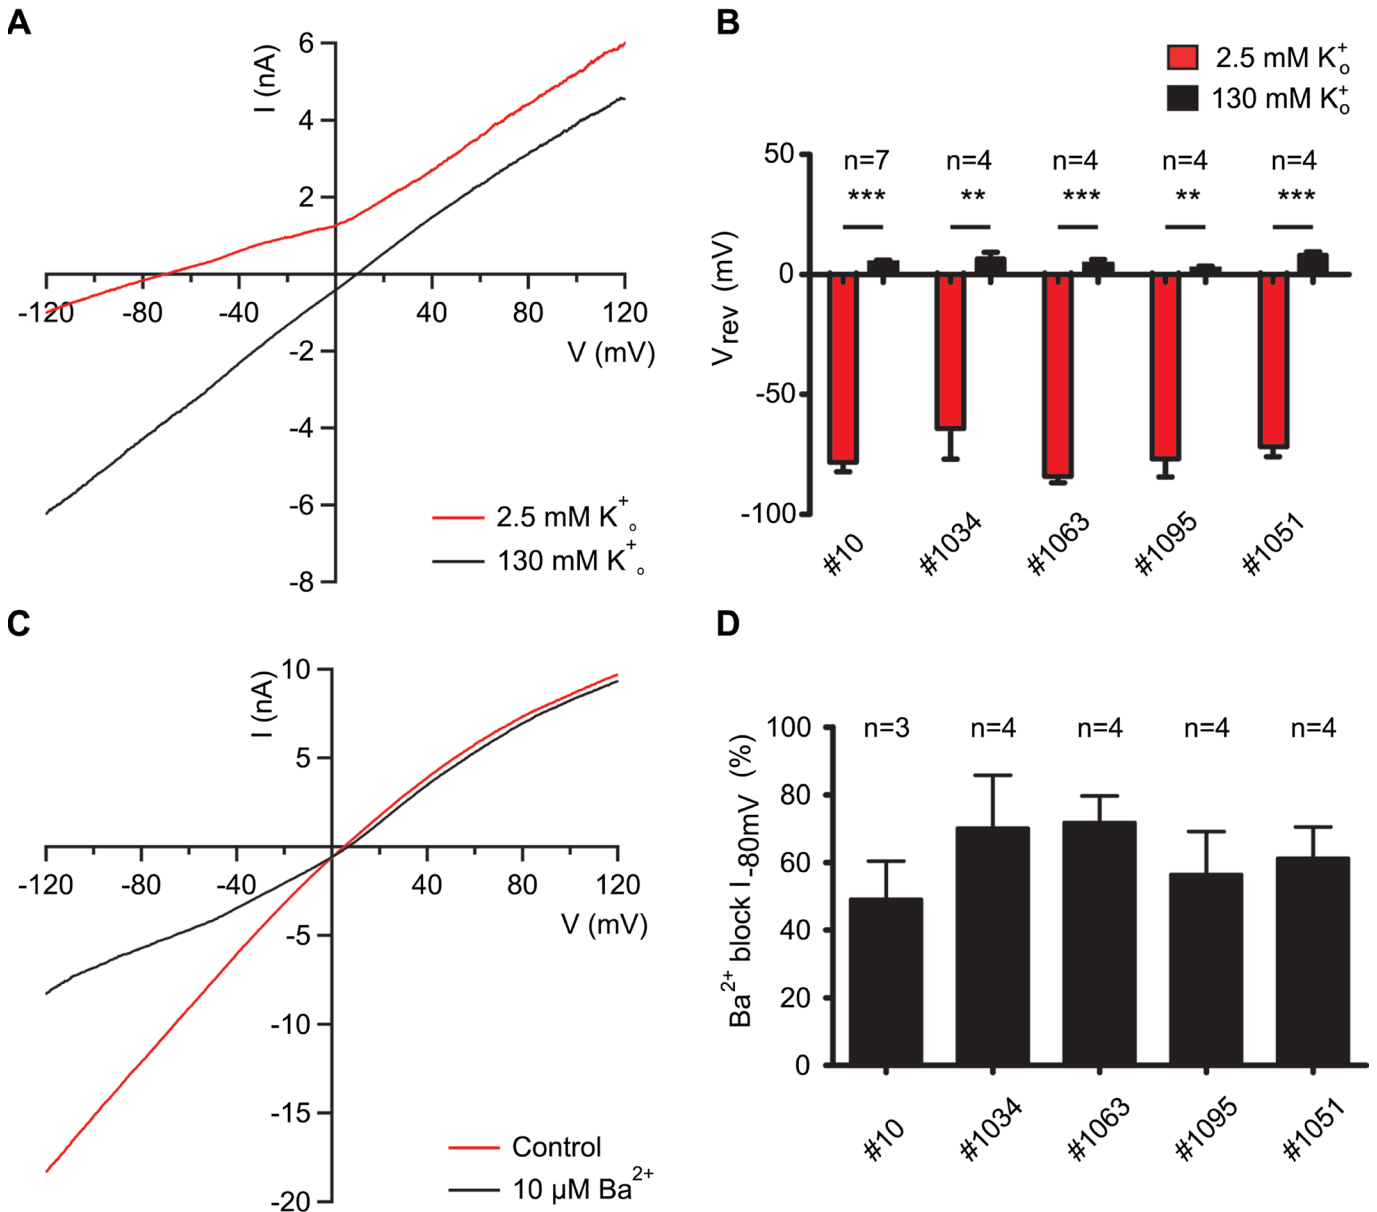 A
I (nA)
6
4
2
-2
-4
-6
-8
-120
-80
-40
40
80
120
V (mV)
2.5 mM K⁺ₒ
130 mM K⁺ₒ
B
2.5 mM K⁺ₒ
130 mM K⁺ₒ
Vrev (mV)
50
0
-50
-100
n=7
n=4
n=4
n=4
n=4
***
**
***
**
***
#10
#1034
#1063
#1095
#1051
C
I (nA)
10
5
-5
-10
-15
-20
-120
-80
-40
40
80
120
V (mV)
Control
10 µM Ba²⁺
D
Ba²⁺ block I-80mV (%)
100
80
60
40
20
0
n=3
n=4
n=4
n=4
n=4
#10
#1034
#1063
#1095
#1051